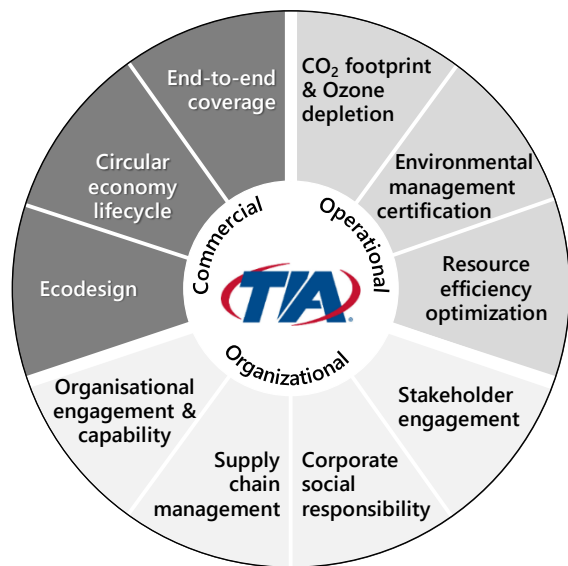 End-to-end
coverage
CO₂ footprint
& Ozone
depletion
Circular
economy
lifecycle
Environmental
management
certification
Commercial
Operational
Ecodesign
TIA
®
Resource
efficiency
optimization
Organizational
Organisational
engagement &
capability
Stakeholder
engagement
Supply
chain
management
Corporate
social
responsibility